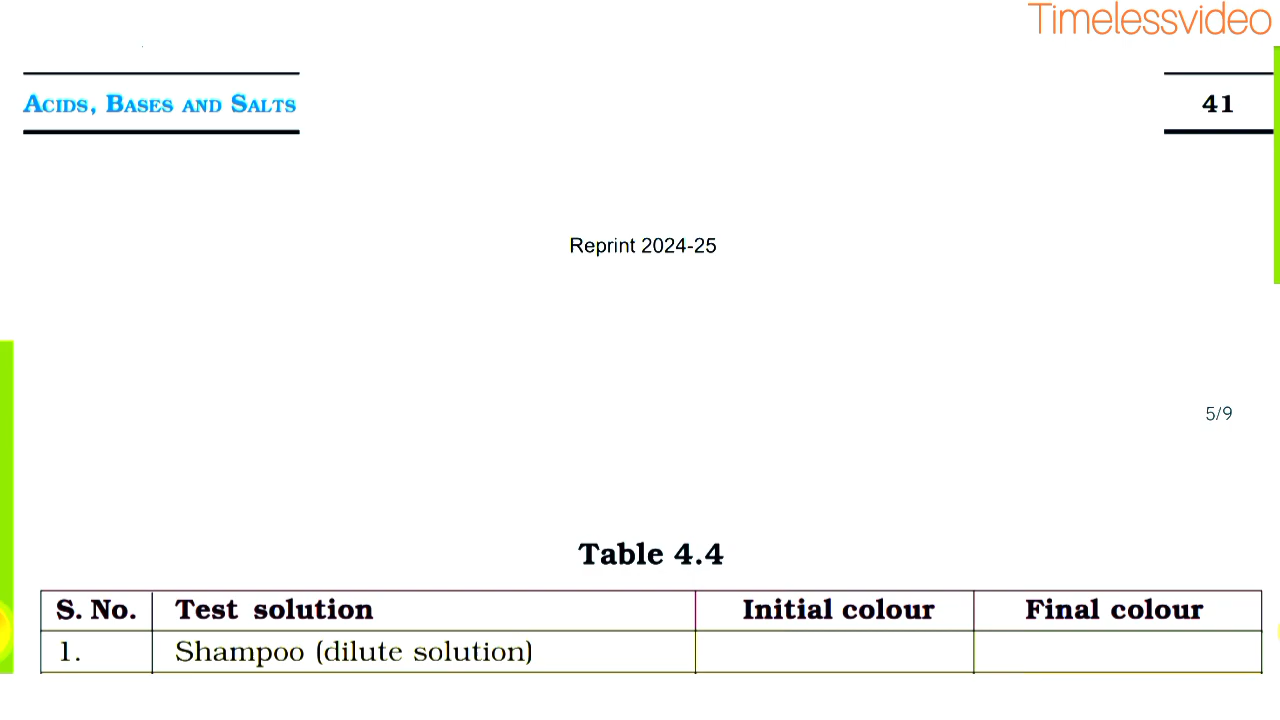 Timelessvideo
ACIDS, BASES AND SALTS
41
Reprint 2024-25
5/9
Table 4.4
S. No. Test solution Initial colour Final colour
1. Shampoo (dilute solution)